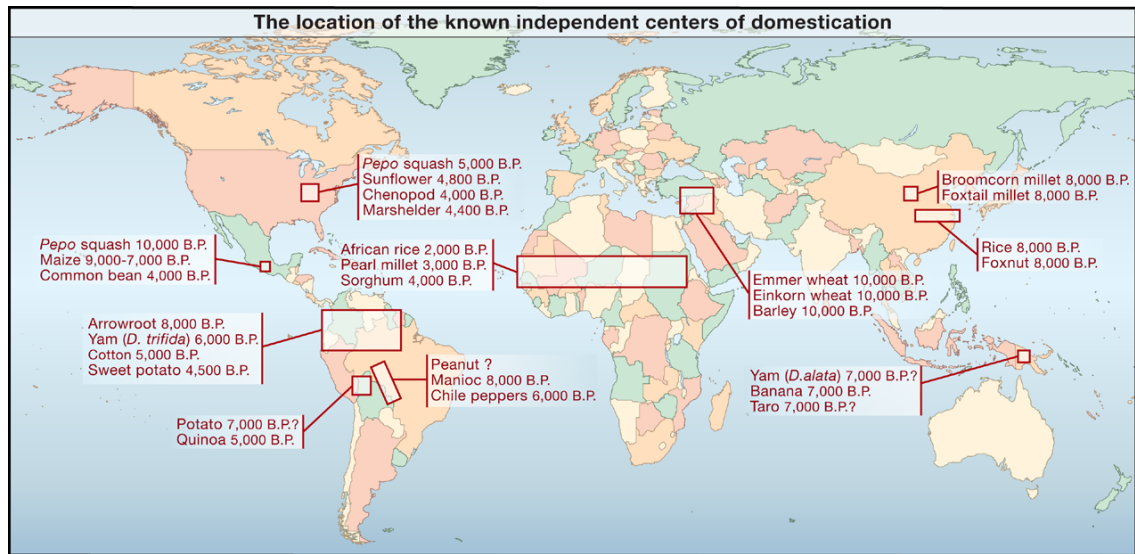 The location of the known independent centers of domestication
Pepo squash 5,000 B.P.
Sunflower 4,800 B.P.
Chenopod 4,000 B.P.
Marshelder 4,400 B.P.
Broomcorn millet 8,000 B.P.
Foxtail millet 8,000 B.P.
Pepo squash 10,000 B.P.
Maize 9,000-7,000 B.P.
Common bean 4,000 B.P.
African rice 2,000 B.P.
Pearl millet 3,000 B.P.
Sorghum 4,000 B.P.
Rice 8,000 B.P.
Foxnut 8,000 B.P.
Emmer wheat 10,000 B.P.
Einkorn wheat 10,000 B.P.
Barley 10,000 B.P.
Arrowroot 8,000 B.P.
Yam (D. trifida) 6,000 B.P.
Cotton 5,000 B.P.
Sweet potato 4,500 B.P.
Peanut ?
Manioc 8,000 B.P.
Chile peppers 6,000 B.P.
Yam (D.alata) 7,000 B.P.?
Banana 7,000 B.P.
Taro 7,000 B.P.?
Potato 7,000 B.P.?
Quinoa 5,000 B.P.